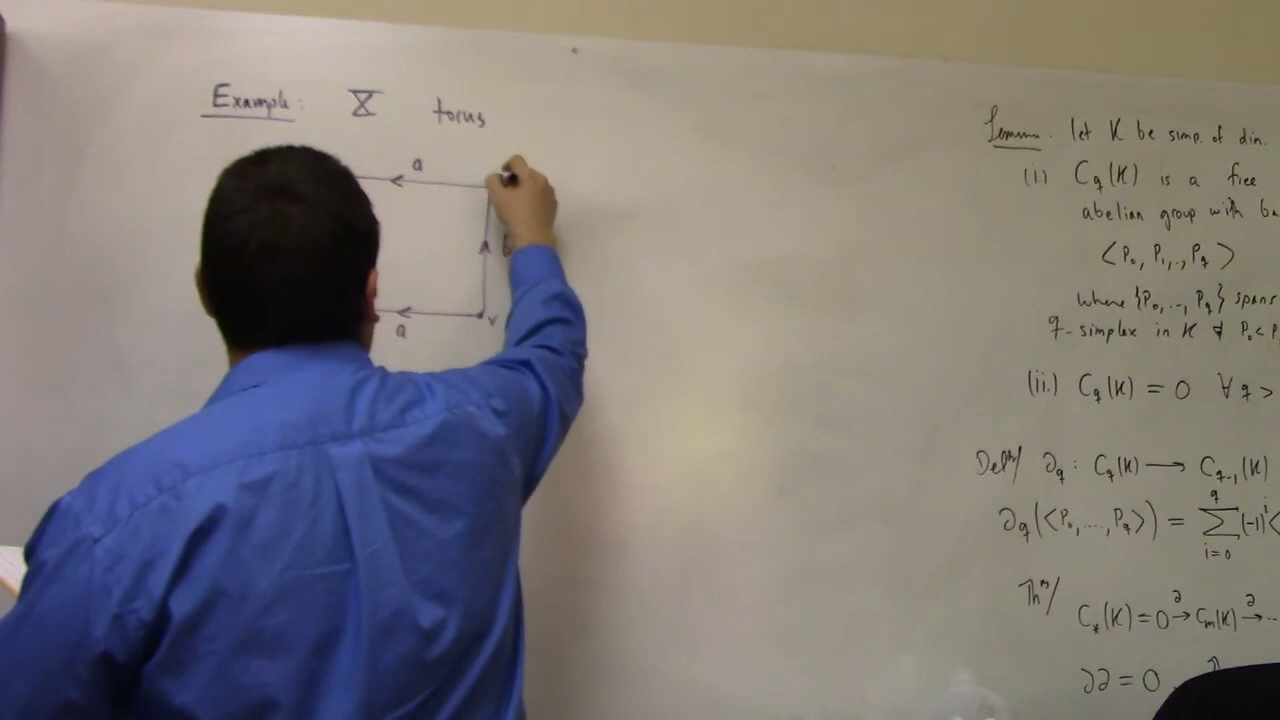 Example: X torus
a
b
a
v
Lemma: let K be simp. of dim.
(i) C_q(K) is a free
abelian group with ba
<P_0, P_1, .., P_q>
where {P_0, .., P_q} spans
q-simplex in K & P_0 < P
(ii.) C_q(K) = 0 ∀ q >
Def^n/ ∂_q : C_q(K) → C_{q-1}(K)
∂_q(<P_0, ..., P_q>) = ∑_{i=0}^{q} (-1)^i <
Th^m/
C_*(K) = 0 →^∂ C_m(K) →^∂ ...
∂∂ = 0